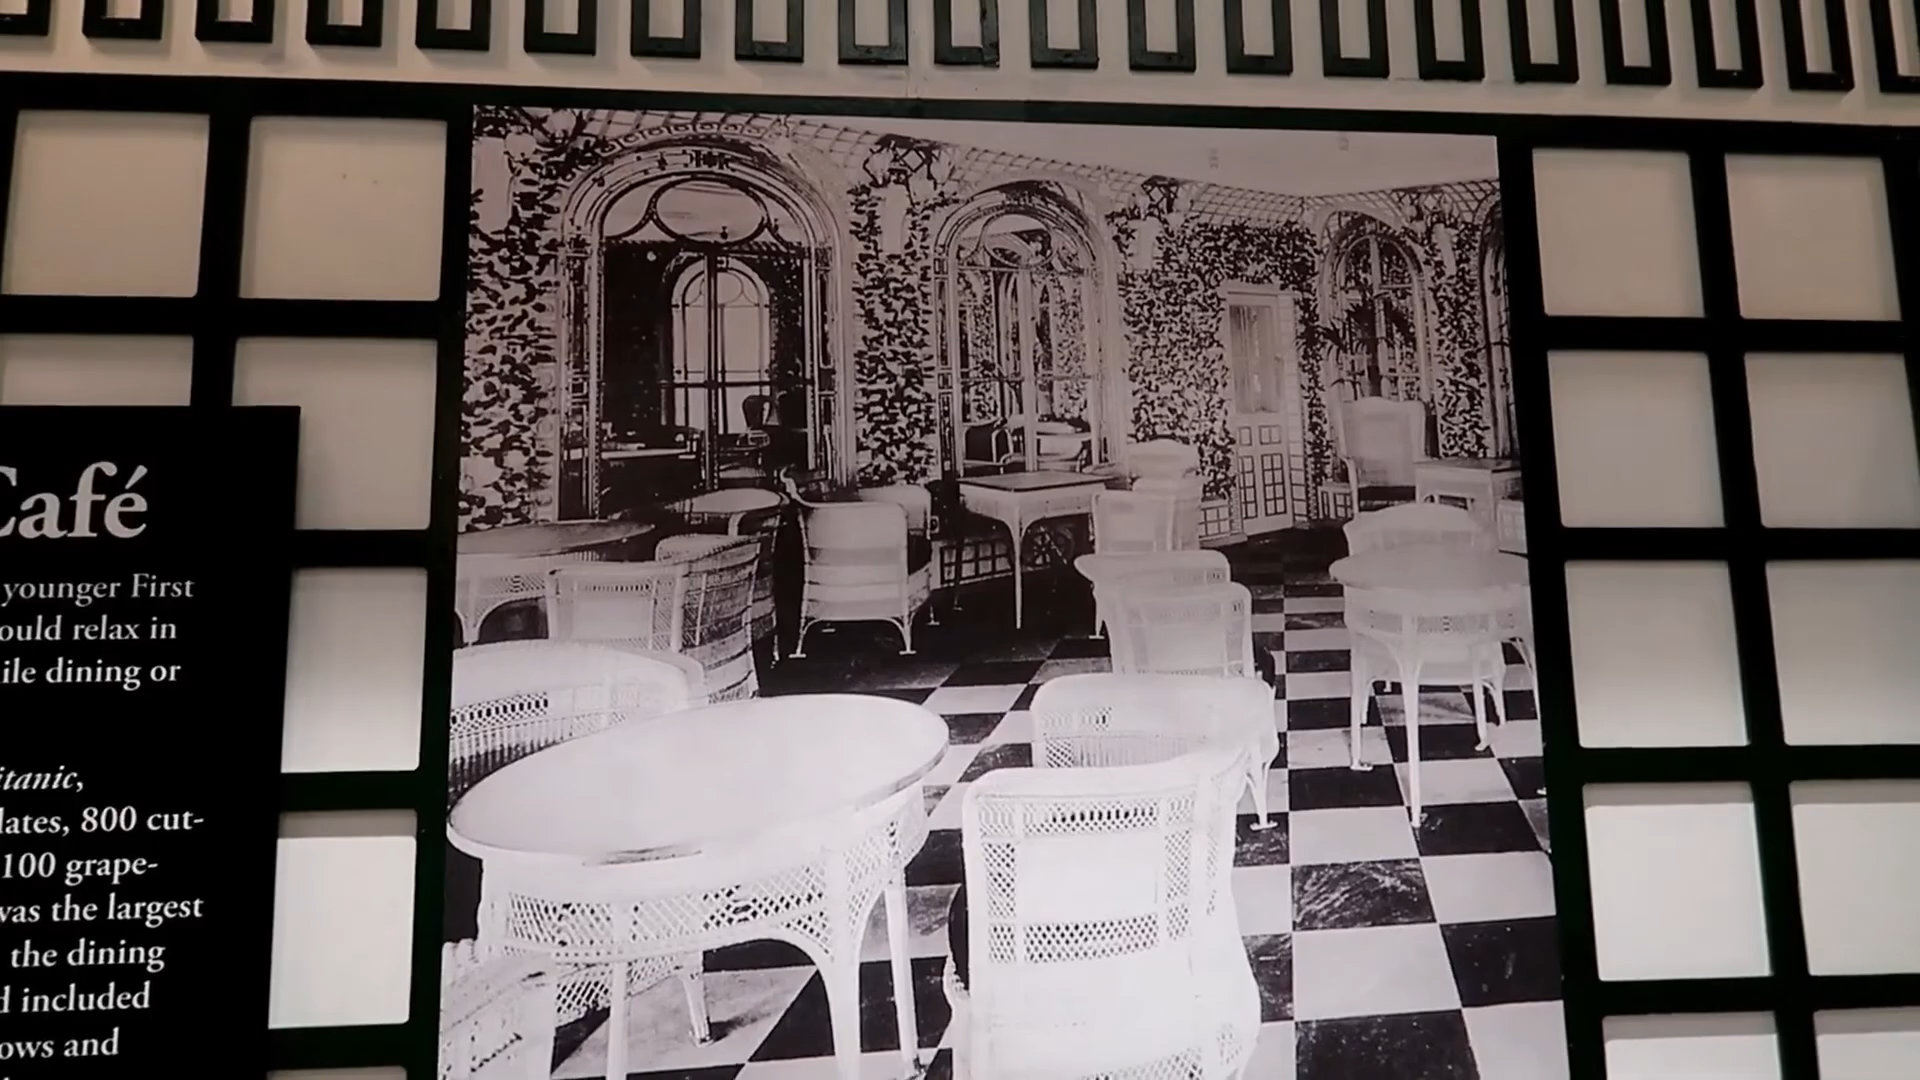 Café
younger First
ould relax in
ile dining or
itanic,
lates, 800 cut-
100 grape-
was the largest
the dining
d included
ows and